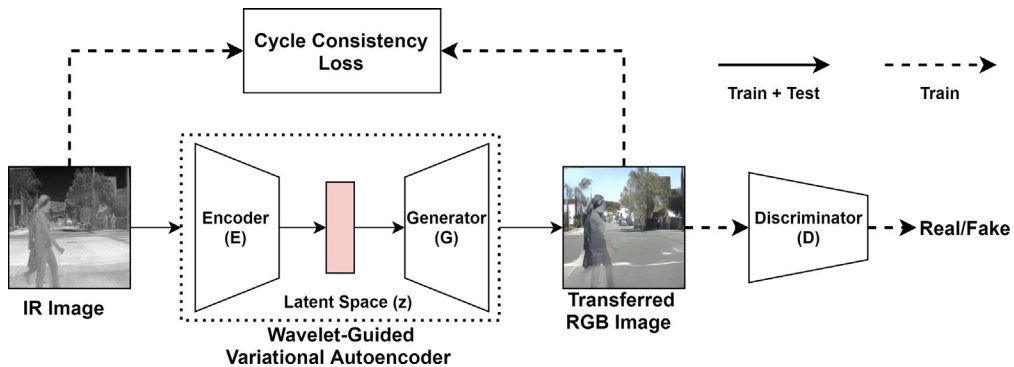 Cycle Consistency
Loss
Train + Test
Train
Encoder
(E)
Generator
(G)
Discriminator
(D)
Real/Fake
Latent Space (z)
IR Image
Transferred
RGB Image
Wavelet-Guided
Variational Autoencoder